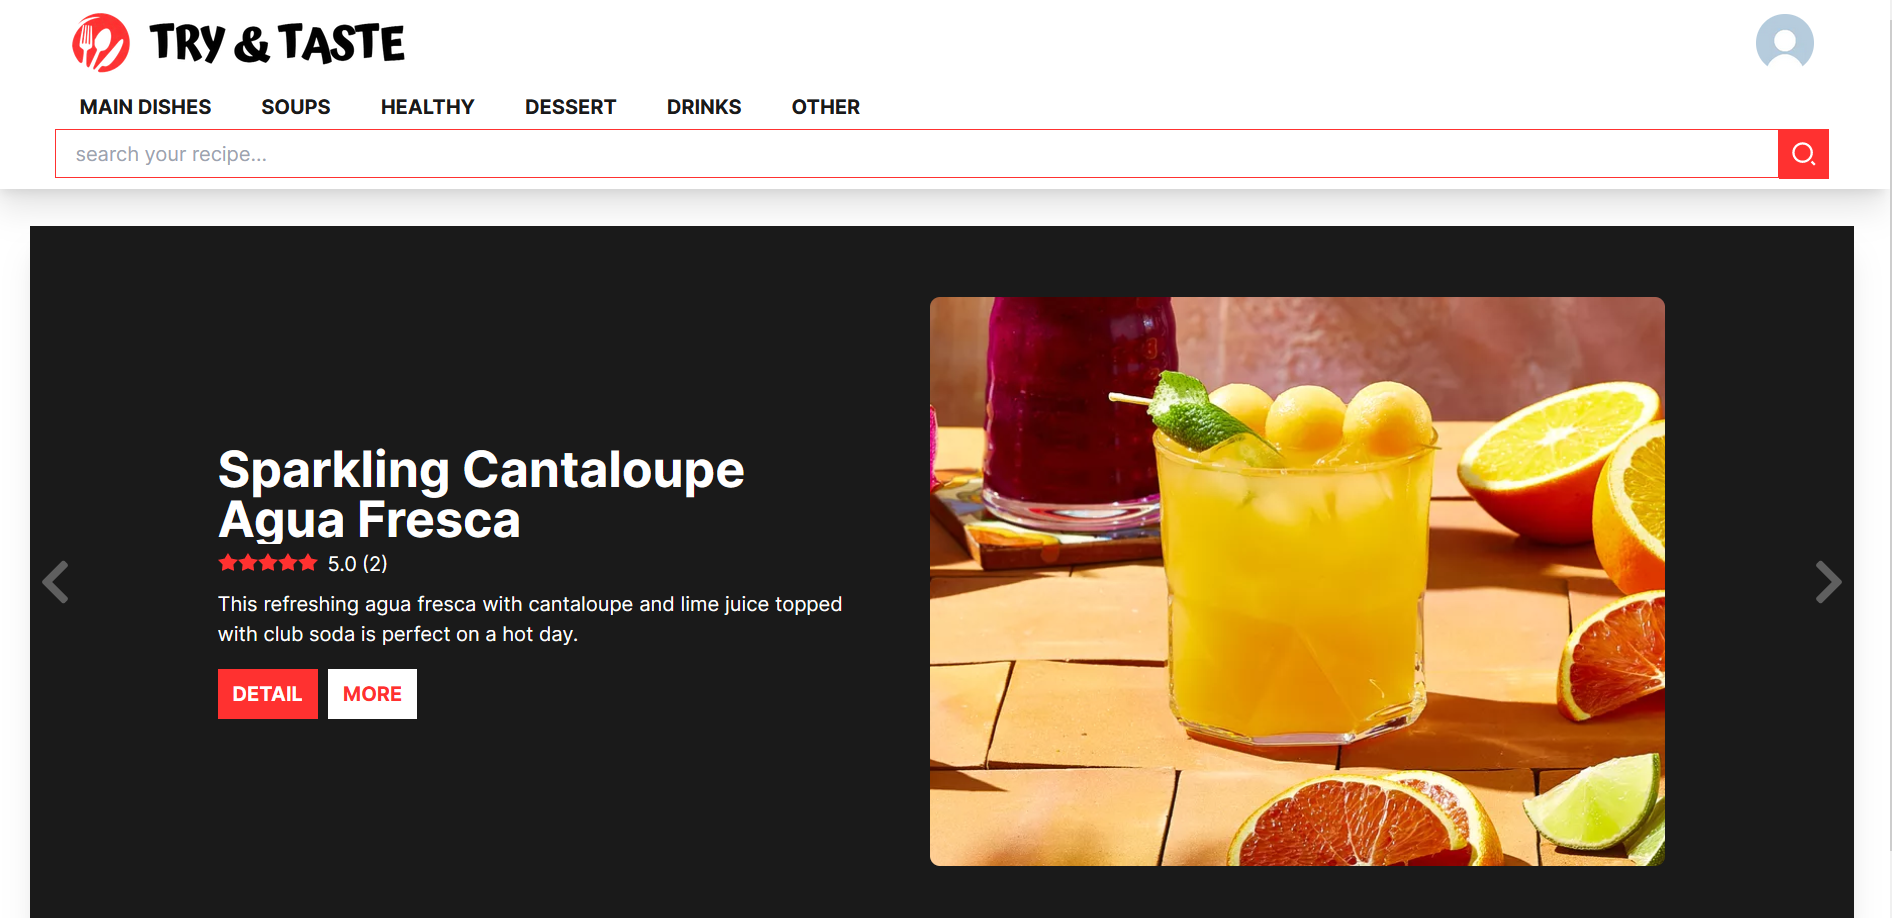 TRY & TASTE
MAIN DISHES SOUPS HEALTHY DESSERT DRINKS OTHER
search your recipe...
Sparkling Cantaloupe
Agua Fresca
5.0 (2)
This refreshing agua fresca with cantaloupe and lime juice topped
with club soda is perfect on a hot day.
DETAIL MORE